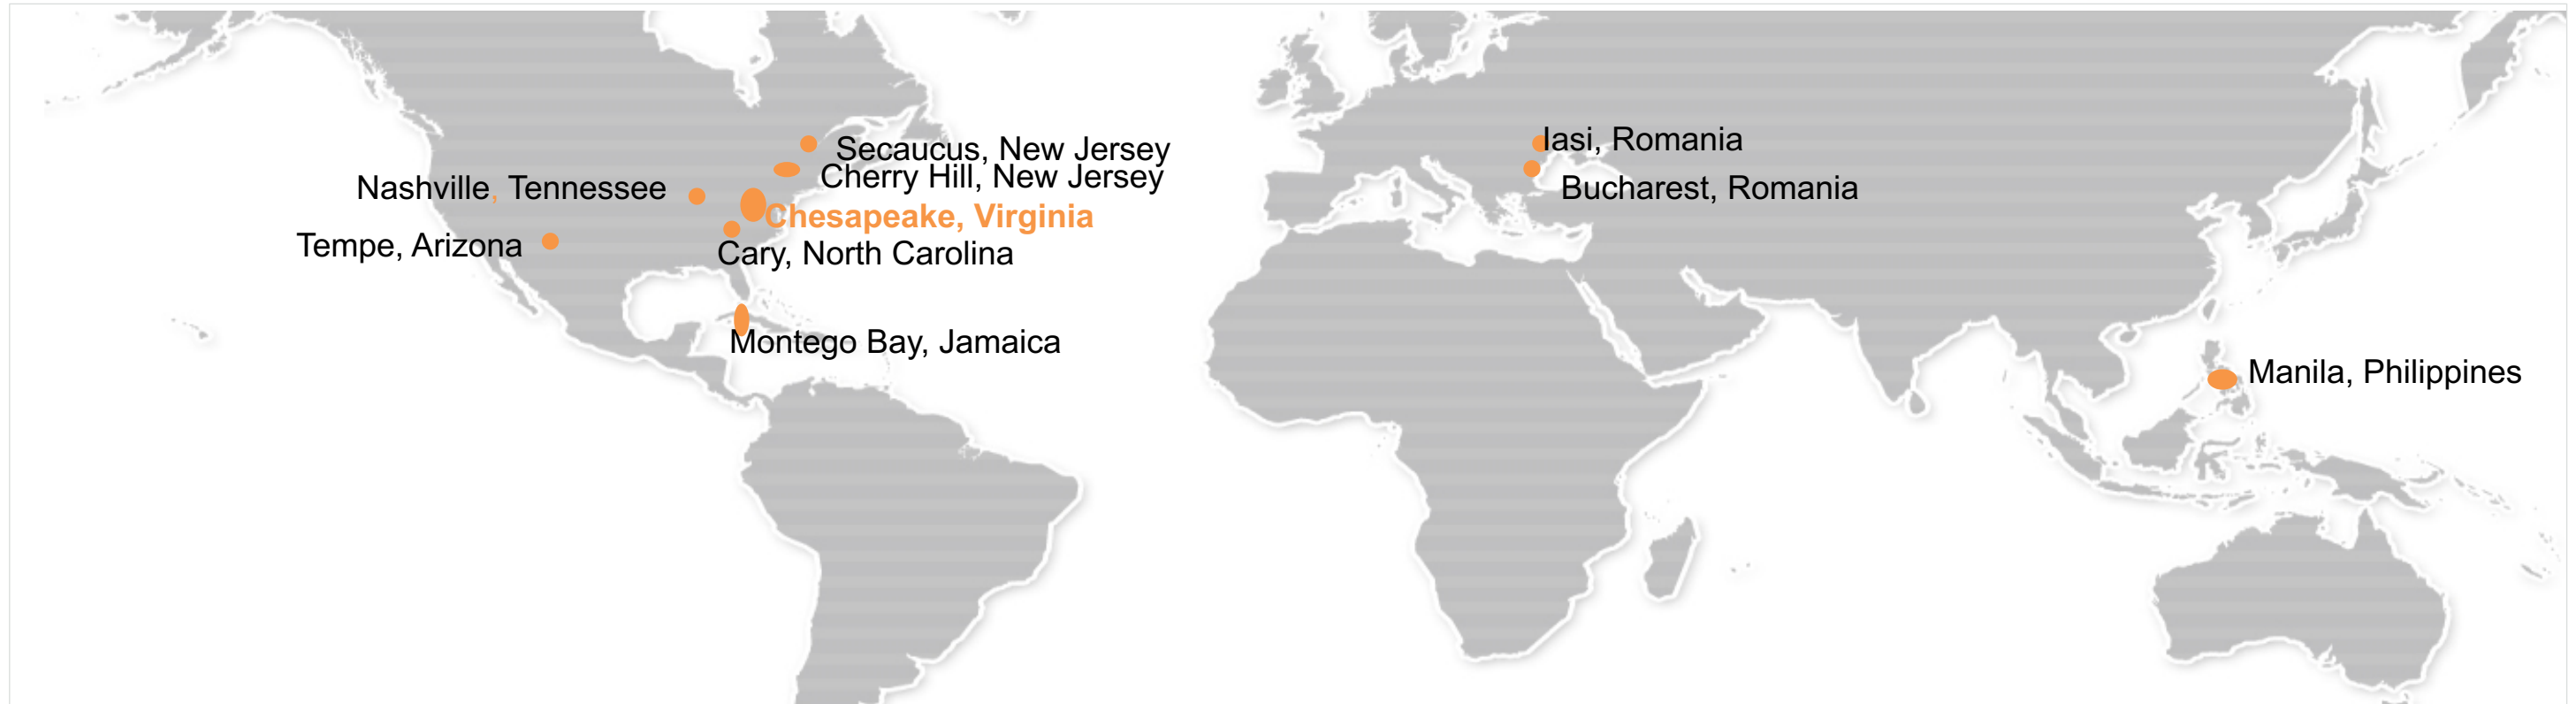 Secaucus, New Jersey
Cherry Hill, New Jersey
Nashville, Tennessee
Chesapeake, Virginia
Tempe, Arizona
Cary, North Carolina
Montego Bay, Jamaica
Iasi, Romania
Bucharest, Romania
Manila, Philippines